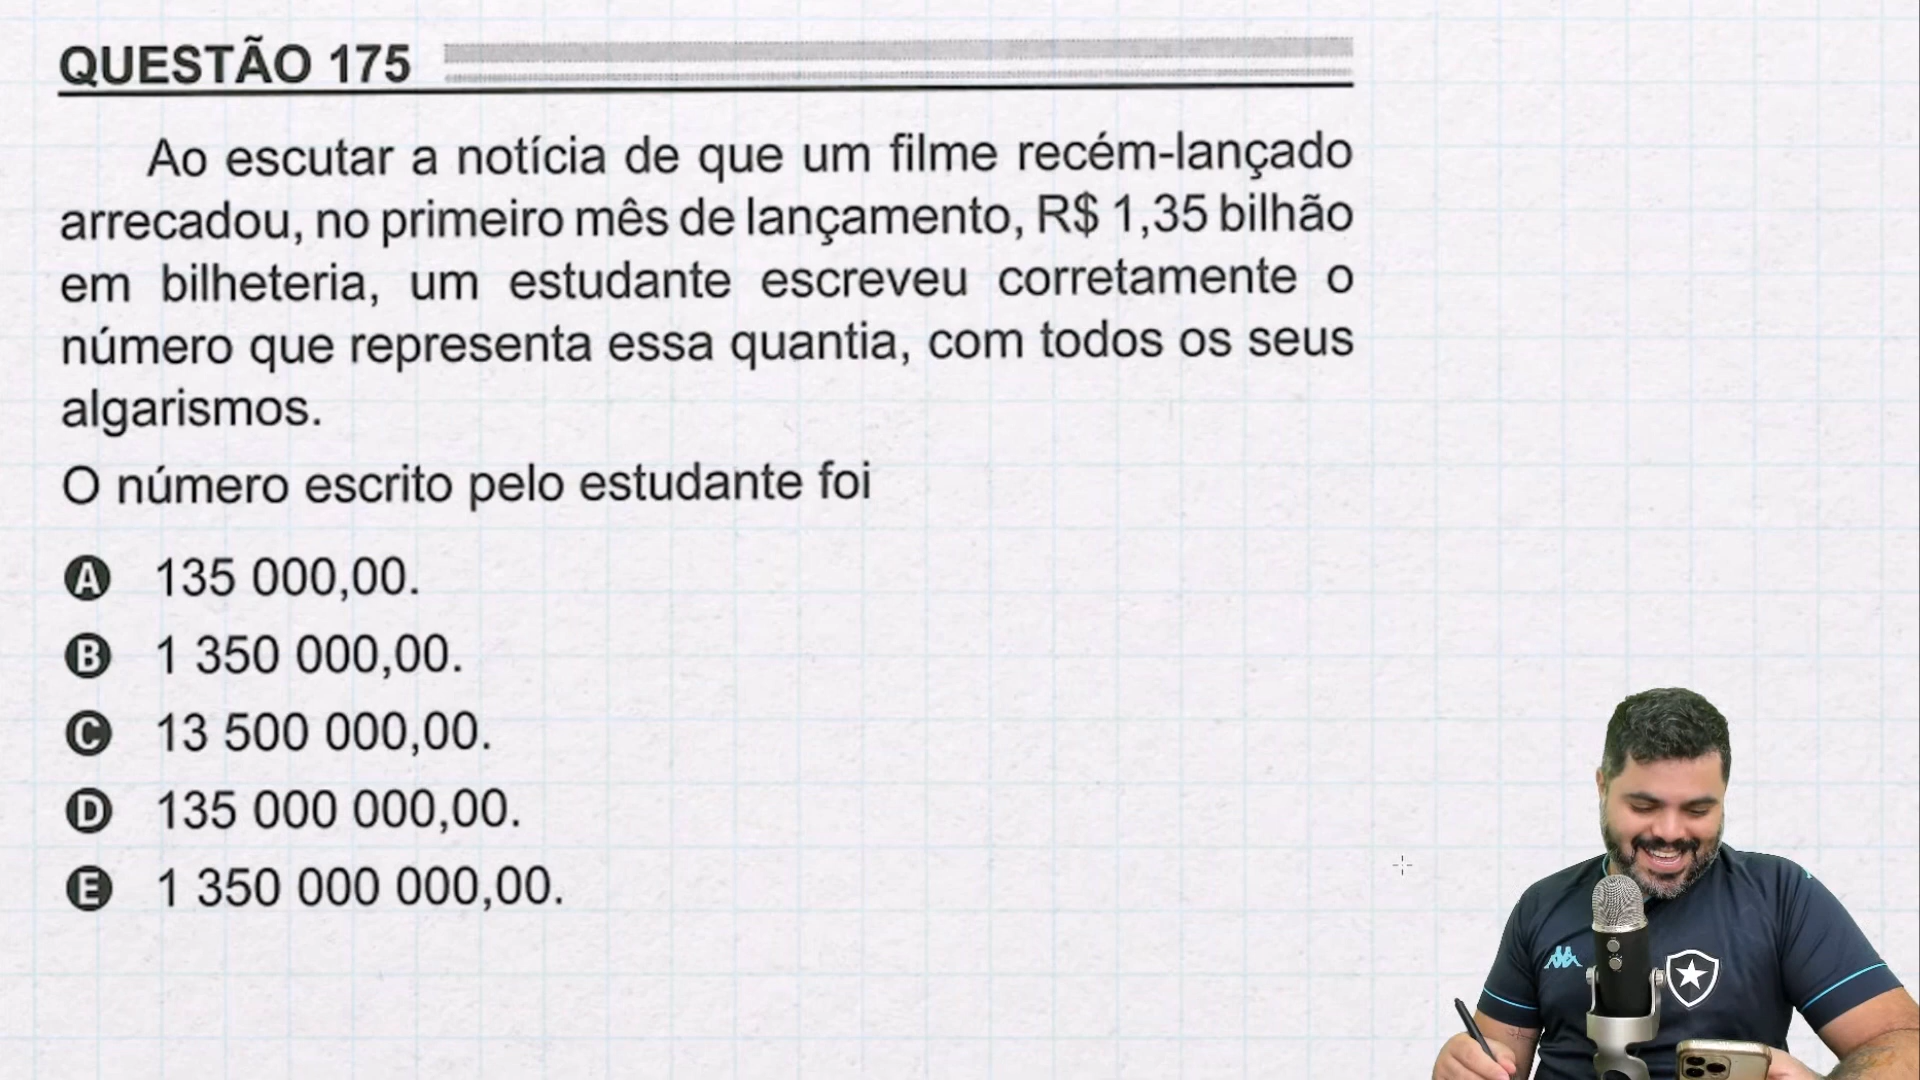 QUESTÃO 175
Ao escutar a notícia de que um filme recém-lançado
arrecadou, no primeiro mês de lançamento, R$ 1,35 bilhão
em bilheteria, um estudante escreveu corretamente o
número que representa essa quantia, com todos os seus
algarismos.
O número escrito pelo estudante foi
A 135 000,00.
B 1 350 000,00.
C 13 500 000,00.
D 135 000 000,00.
E 1 350 000 000,00.